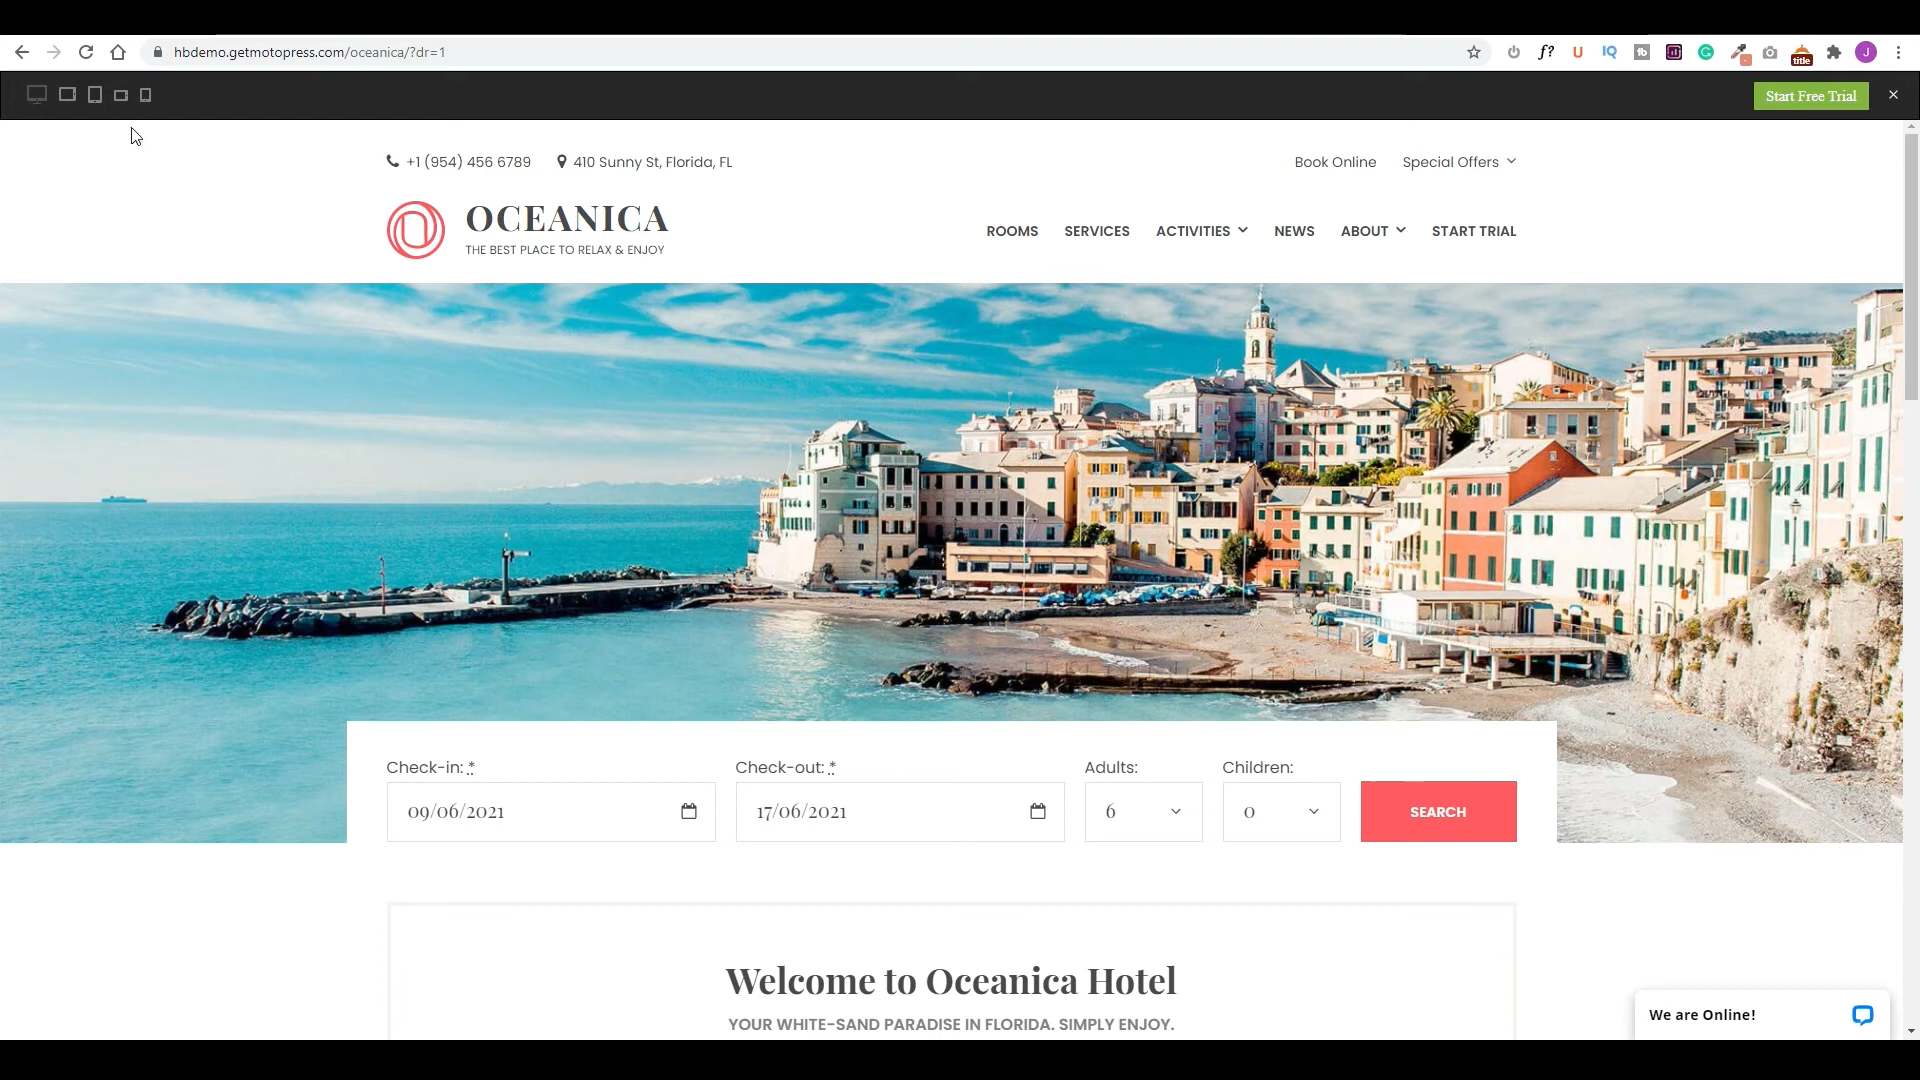 hbdemo.getmotopress.com/oceanica/?dr=1
f?
U
IQ
tb
G
title
J
Start Free Trial
+1 (954) 456 6789
410 Sunny St, Florida, FL
Book Online
Special Offers
OCEANICA
THE BEST PLACE TO RELAX & ENJOY
ROOMS
SERVICES
ACTIVITIES
NEWS
ABOUT
START TRIAL
Check-in: *
Check-out: *
Adults:
Children:
09/06/2021
17/06/2021
6
0
SEARCH
Welcome to Oceanica Hotel
YOUR WHITE-SAND PARADISE IN FLORIDA. SIMPLY ENJOY.
We are Online!